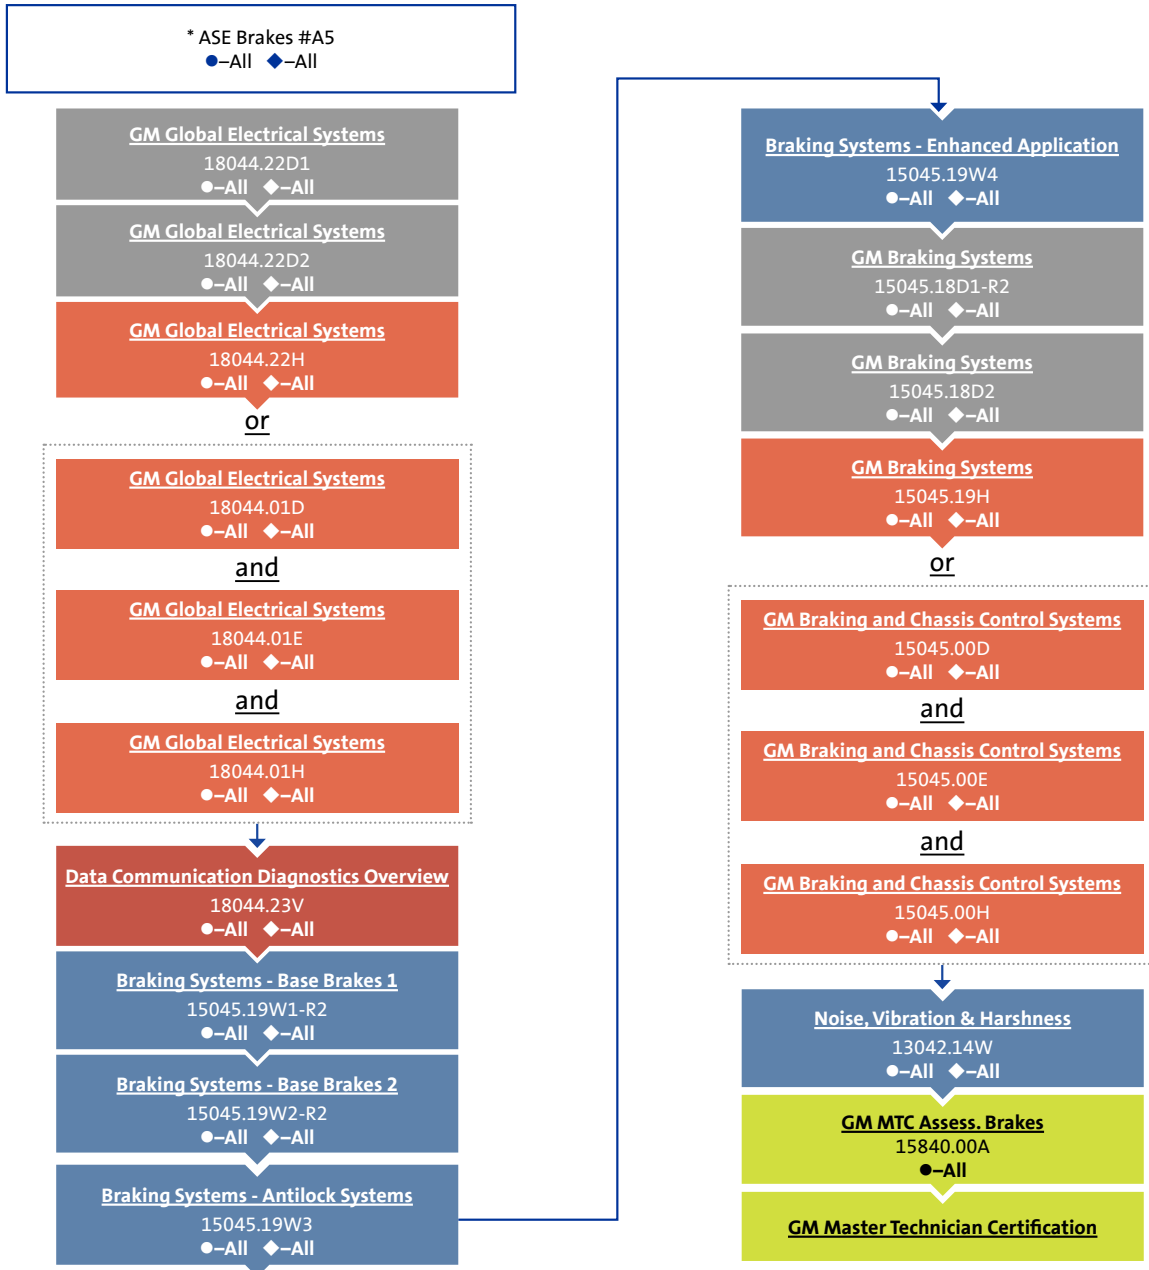 * ASE Brakes #A5
●–All ◆–All
GM Global Electrical Systems
18044.22D1
●–All ◆–All
GM Global Electrical Systems
18044.22D2
●–All ◆–All
GM Global Electrical Systems
18044.22H
●–All ◆–All
or
GM Global Electrical Systems
18044.01D
●–All ◆–All
and
GM Global Electrical Systems
18044.01E
●–All ◆–All
and
GM Global Electrical Systems
18044.01H
●–All ◆–All
Data Communication Diagnostics Overview
18044.23V
●–All ◆–All
Braking Systems - Base Brakes 1
15045.19W1-R2
●–All ◆–All
Braking Systems - Base Brakes 2
15045.19W2-R2
●–All ◆–All
Braking Systems - Antilock Systems
15045.19W3
●–All ◆–All
Braking Systems - Enhanced Application
15045.19W4
●–All ◆–All
GM Braking Systems
15045.18D1-R2
●–All ◆–All
GM Braking Systems
15045.18D2
●–All ◆–All
GM Braking Systems
15045.19H
●–All ◆–All
or
GM Braking and Chassis Control Systems
15045.00D
●–All ◆–All
and
GM Braking and Chassis Control Systems
15045.00E
●–All ◆–All
and
GM Braking and Chassis Control Systems
15045.00H
●–All ◆–All
Noise, Vibration & Harshness
13042.14W
●–All ◆–All
GM MTC Assess. Brakes
15840.00A
●–All
GM Master Technician Certification